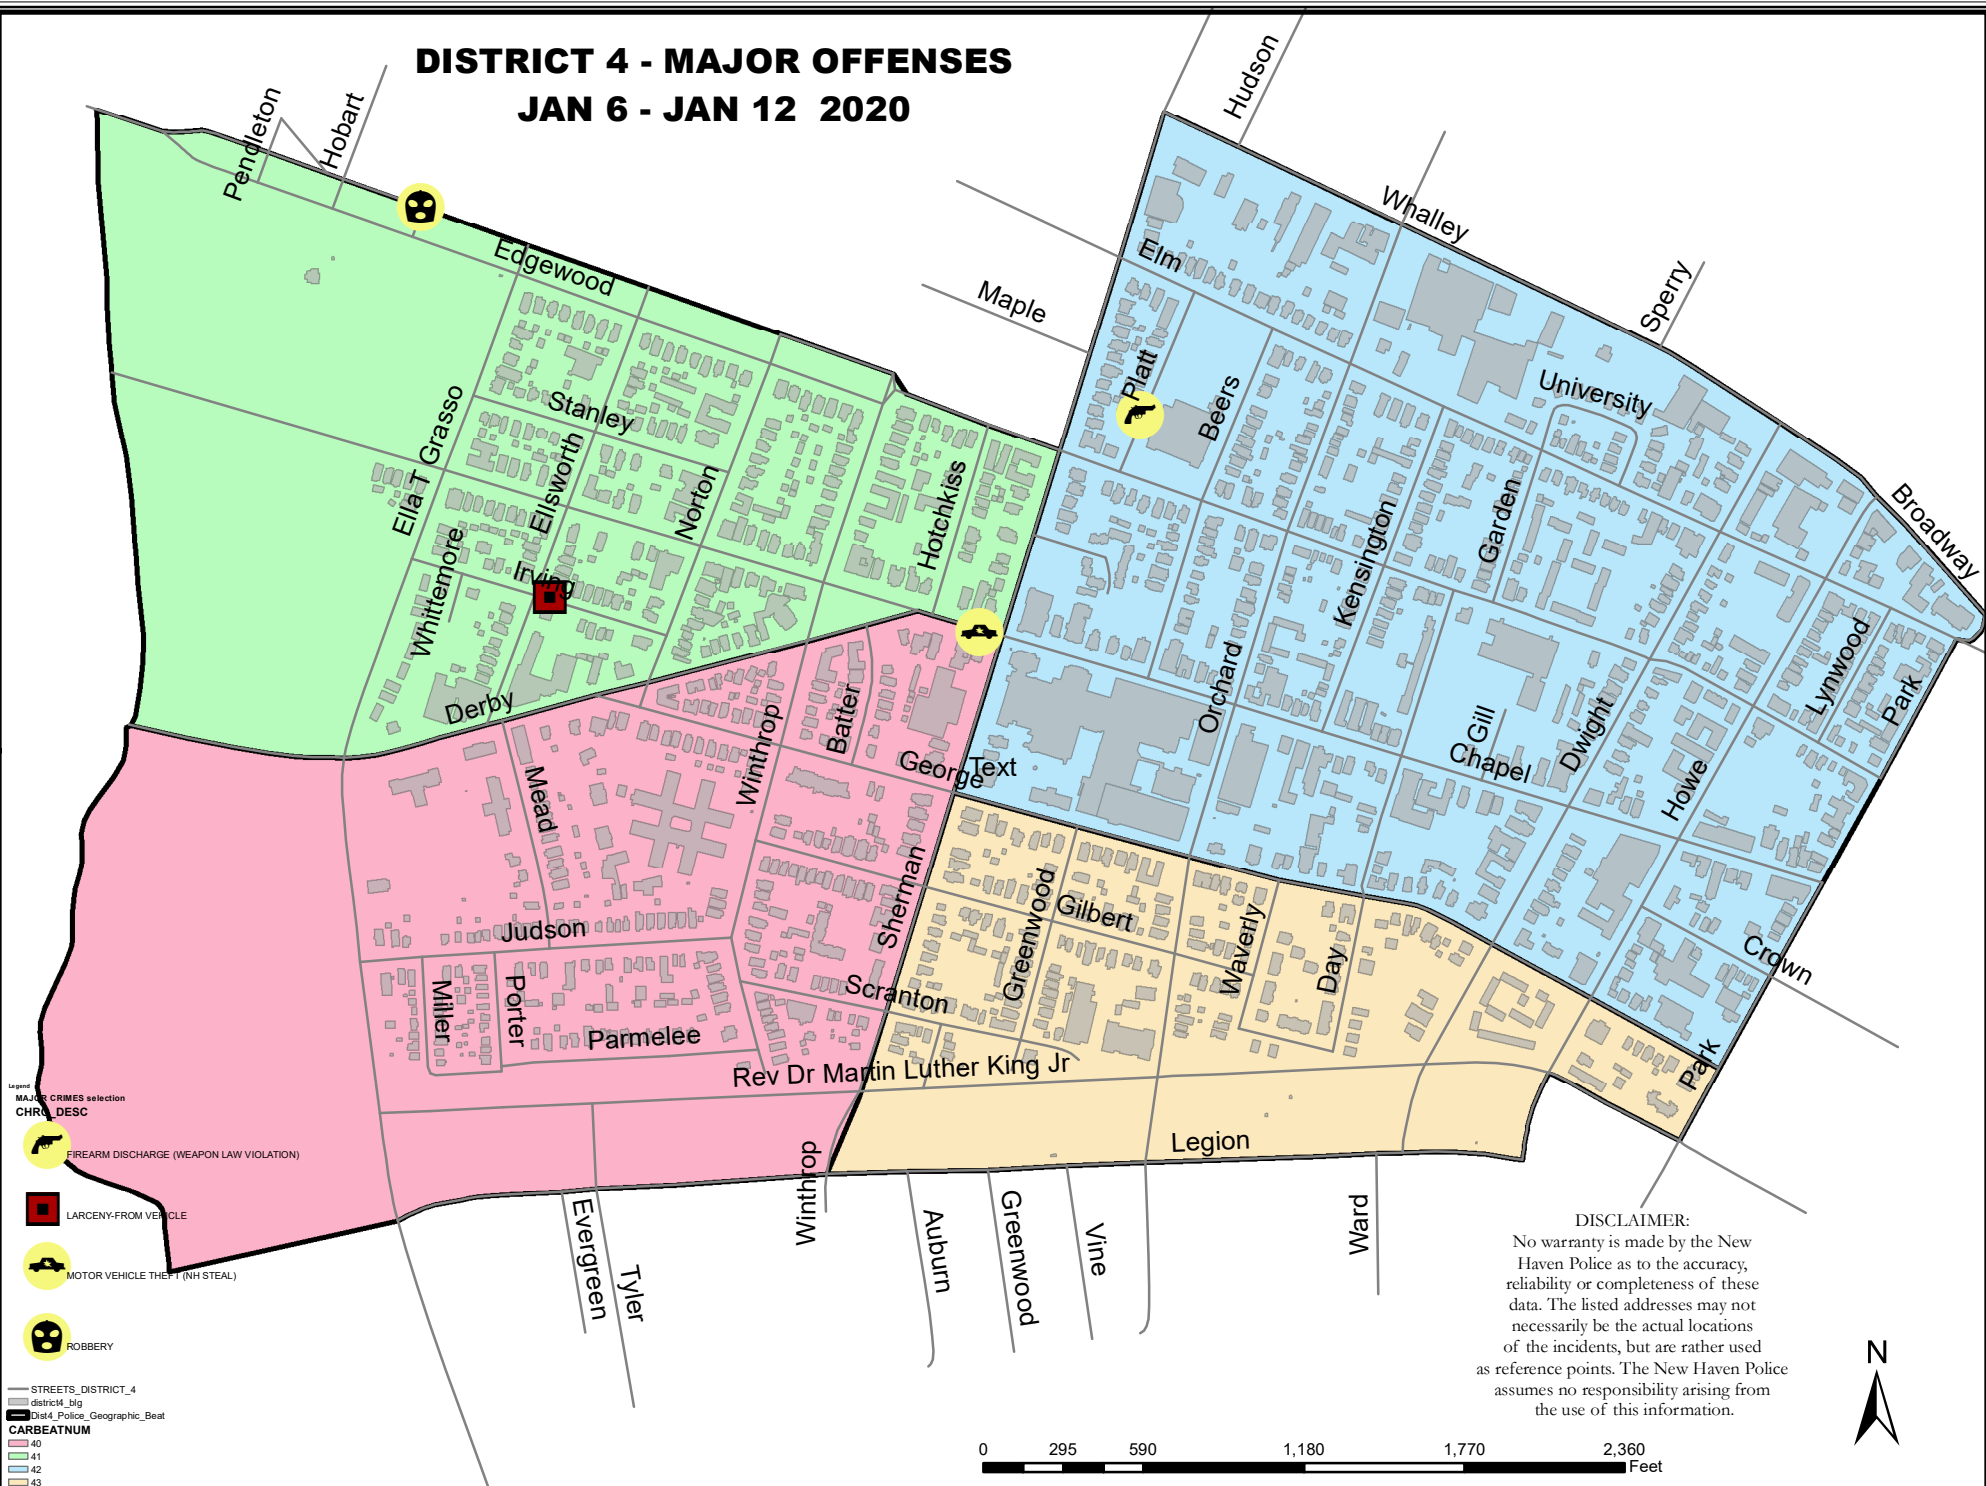 DISTRICT 4 - MAJOR OFFENSES
JAN 6 - JAN 12 2020
Pendleton
Hobart
Hudson
Whalley
Edgewood
Elm
Maple
Sperry
Platt
Beers
University
Stanley
Ella T Grasso
Ellsworth
Norton
Hotchkiss
Kensington
Garden
Broadway
Whittemore
Irving
Derby
Winthrop
Batter
Orchard
Gill
Chapel
Dwight
Lynwood
Park
Howe
George
Text
Mead
Sherman
Greenwood
Gilbert
Waverly
Day
Crown
Judson
Miller
Porter
Scranton
Parmelee
Rev Dr Martin Luther King Jr
Park
Legion
Winthrop
Evergreen
Tyler
Auburn
Greenwood
Vine
Ward
Legend
MAJOR CRIMES selection
CHRG_DESC
FIREARM DISCHARGE (WEAPON LAW VIOLATION)
LARCENY-FROM VEHICLE
MOTOR VEHICLE THEFT (NH STEAL)
ROBBERY
STREETS_DISTRICT_4
district4_blg
Dist4_Police_Geographic_Beat
CARBEATNUM
40
41
42
43
DISCLAIMER:
No warranty is made by the New
Haven Police as to the accuracy,
reliability or completeness of these
data. The listed addresses may not
necessarily be the actual locations
of the incidents, but are rather used
as reference points. The New Haven Police
assumes no responsibility arising from
the use of this information.
N
0 295 590 1,180 1,770 2,360
Feet